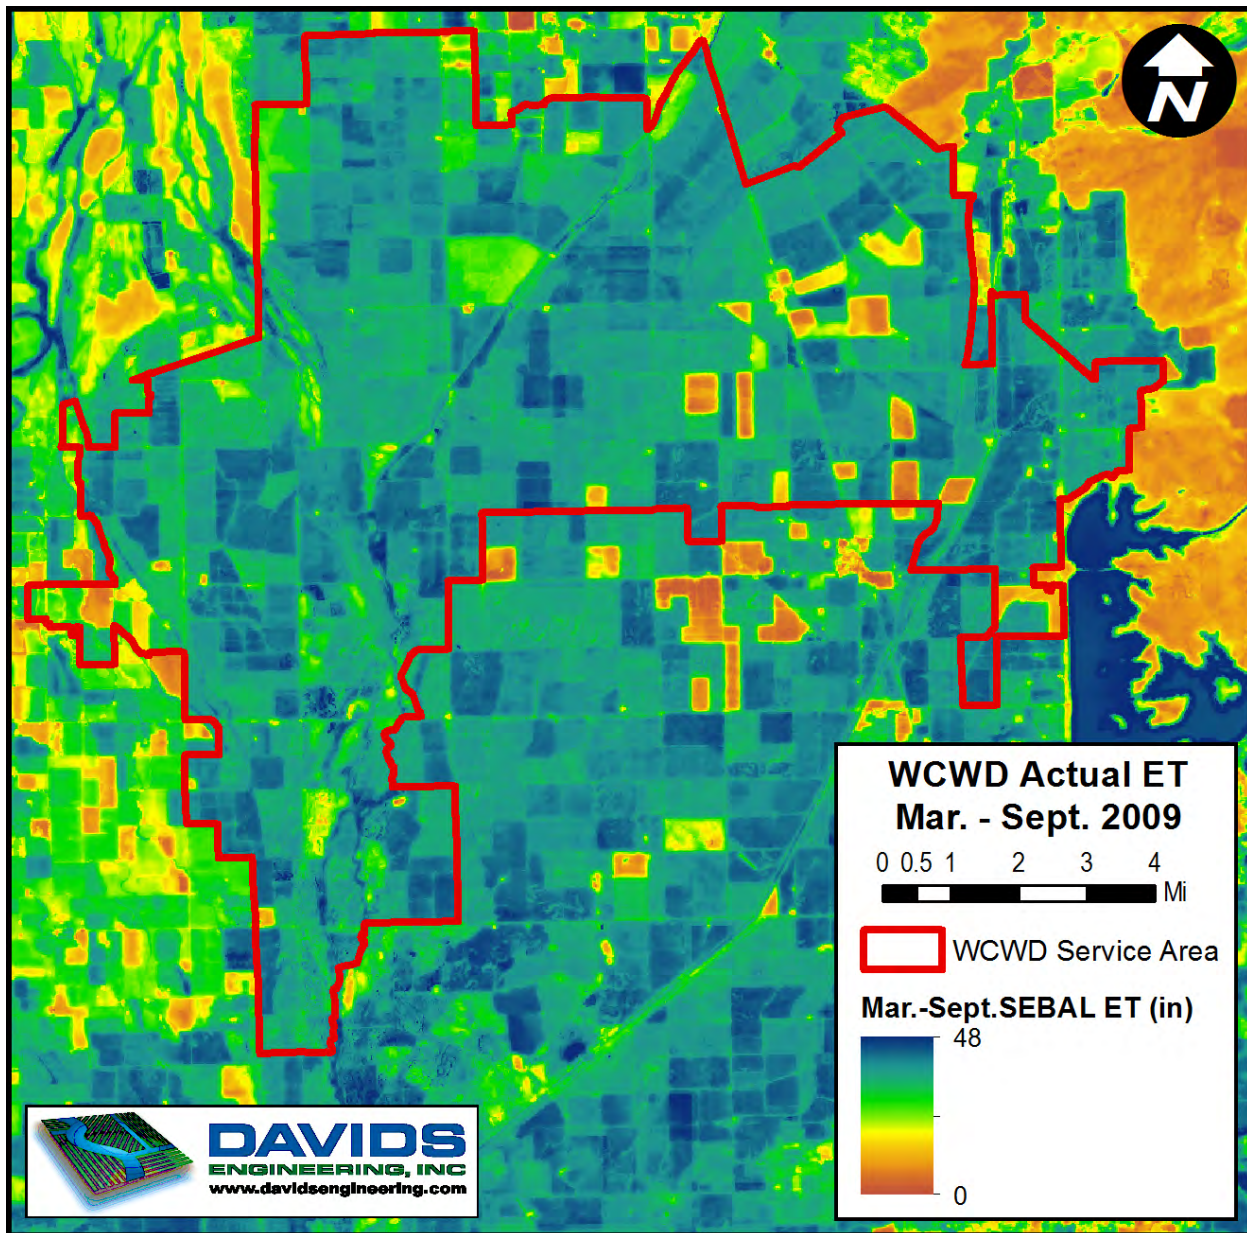 N
WCWD Actual ET
Mar. - Sept. 2009
0 0.5 1 2 3 4
Mi
WCWD Service Area
Mar.-Sept.SEBAL ET (in)
48
0
DAVIDS
ENGINEERING, INC
www.davidsengineering.com